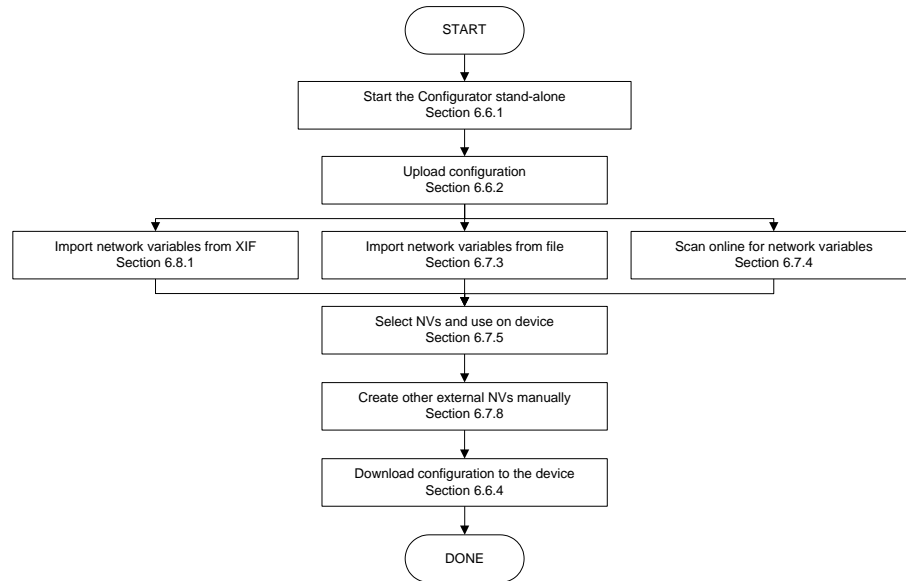 START
Start the Configurator stand-alone
Section 6.6.1
Upload configuration
Section 6.6.2
Import network variables from XIF
Section 6.8.1
Import network variables from file
Section 6.7.3
Scan online for network variables
Section 6.7.4
Select NVs and use on device
Section 6.7.5
Create other external NVs manually
Section 6.7.8
Download configuration to the device
Section 6.6.4
DONE